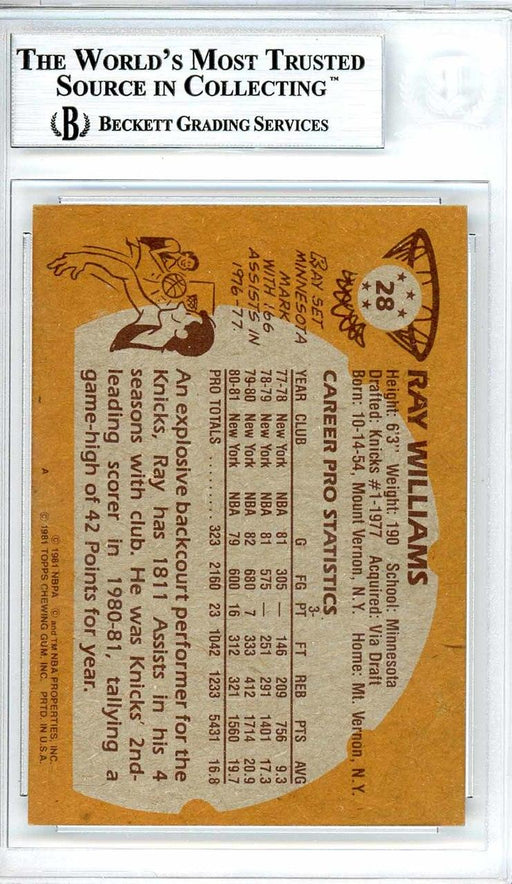 THE WORLD'S MOST TRUSTED
SOURCE IN COLLECTING™
B BECKETT GRADING SERVICES
28
RAY WILLIAMS
Height: 6'3" Weight: 190 School: Minnesota
Drafted: Knicks #1-1977 Acquired: Via Draft
Born: 10-14-54, Mount Vernon, N.Y. Home: Mt. Vernon, N.Y.
CAREER PRO STATISTICS
3-
YEAR CLUB G FG PT FT REB PTS AVG
77-78 New York NBA 81 305 — 146 209 756 9.3
78-79 New York NBA 81 575 — 251 291 1401 17.3
79-80 New York NBA 82 680 7 333 412 1714 20.9
80-81 New York NBA 79 600 16 312 321 1560 19.7
PRO TOTALS ......... 323 2160 23 1042 1233 5431 16.8
RAY SET
MINNESOTA
MARK
WITH 166
ASSISTS IN
1976-77.
An explosive backcourt performer for the
Knicks, Ray has 1811 Assists in his 4
seasons with club. He was Knicks' 2nd-
leading scorer in 1980-81, tallying a
game-high of 42 Points for year.
© 1981 NBPA © and TM NBA PROPERTIES, INC.
A © 1981 TOPPS CHEWING GUM, INC. PRTD. IN U.S.A.